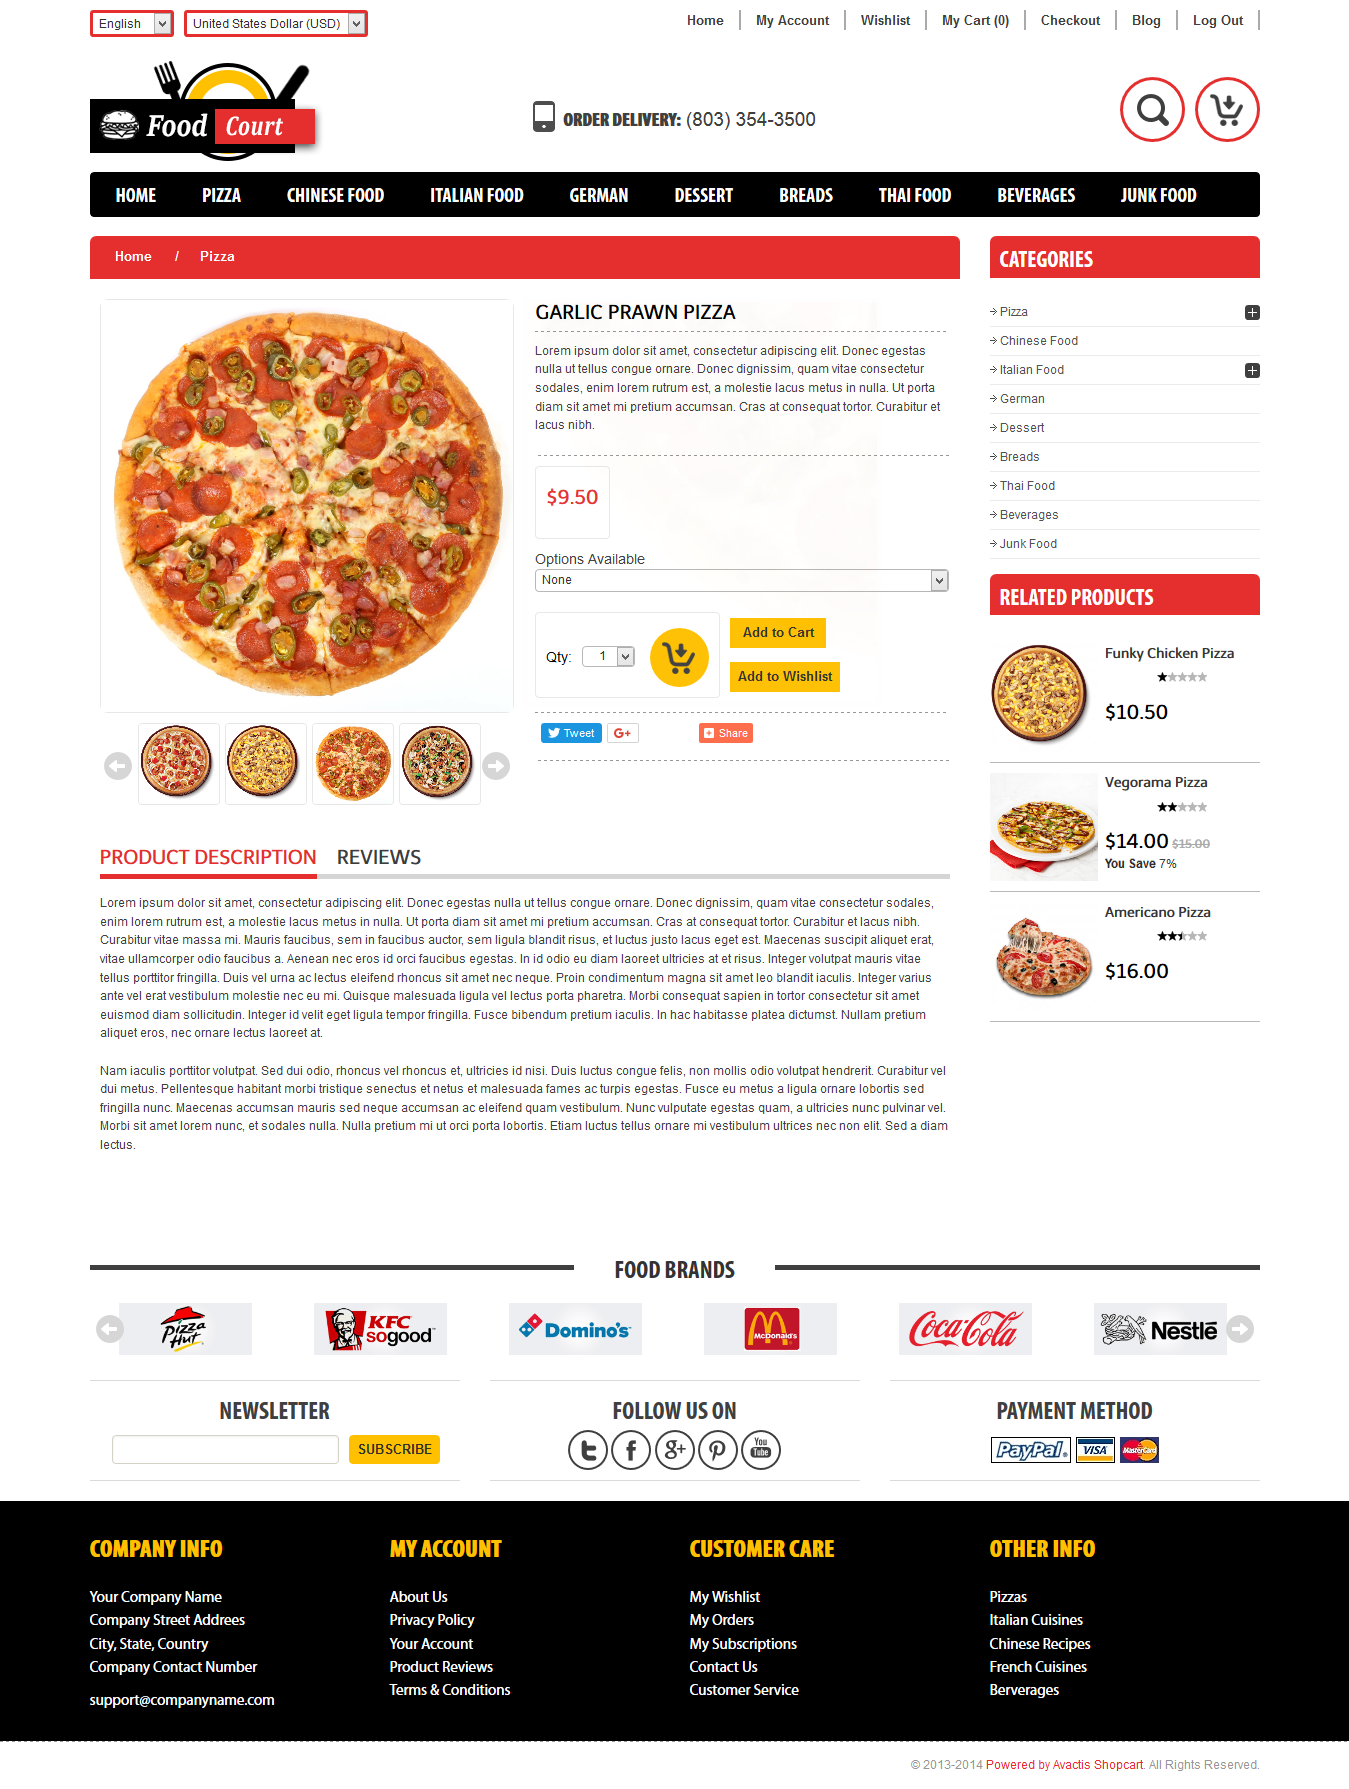 English
United States Dollar (USD)
Home
My Account
Wishlist
My Cart (0)
Checkout
Blog
Log Out
Food Court
ORDER DELIVERY: (803) 354-3500
HOME
PIZZA
CHINESE FOOD
ITALIAN FOOD
GERMAN
DESSERT
BREADS
THAI FOOD
BEVERAGES
JUNK FOOD
Home / Pizza
GARLIC PRAWN PIZZA
Lorem ipsum dolor sit amet, consectetur adipiscing elit. Donec egestas
nulla ut tellus congue ornare. Donec dignissim, quam vitae consectetur
sodales, enim lorem rutrum est, a molestie lacus metus in nulla. Ut porta
diam sit amet mi pretium accumsan. Cras at consequat tortor. Curabitur et
lacus nibh.
$9.50
Options Available
None
Qty:
1
Add to Cart
Add to Wishlist
Tweet
G+
Share
PRODUCT DESCRIPTION
REVIEWS
Lorem ipsum dolor sit amet, consectetur adipiscing elit. Donec egestas nulla ut tellus congue ornare. Donec dignissim, quam vitae consectetur sodales,
enim lorem rutrum est, a molestie lacus metus in nulla. Ut porta diam sit amet mi pretium accumsan. Cras at consequat tortor. Curabitur et lacus nibh.
Curabitur vitae massa mi. Mauris faucibus, sem in faucibus auctor, sem ligula blandit risus, et luctus justo lacus eget est. Maecenas suscipit aliquet erat,
vitae ullamcorper odio faucibus a. Aenean nec eros id orci faucibus egestas. In id odio eu diam laoreet ultricies at et risus. Integer volutpat mauris vitae
tellus porttitor fringilla. Duis vel urna ac lectus eleifend rhoncus sit amet nec neque. Proin condimentum magna sit amet leo blandit iaculis. Integer varius
ante vel erat vestibulum molestie nec eu mi. Quisque malesuada ligula vel lectus porta pharetra. Morbi consequat sapien in tortor consectetur sit amet
euismod diam sollicitudin. Integer id velit eget ligula tempor fringilla. Fusce bibendum pretium iaculis. In hac habitasse platea dictumst. Nullam pretium
aliquet eros, nec ornare lectus laoreet at.
Nam iaculis porttitor volutpat. Sed dui odio, rhoncus vel rhoncus et, ultricies id nisi. Duis luctus congue felis, non mollis odio volutpat hendrerit. Curabitur vel
dui metus. Pellentesque habitant morbi tristique senectus et netus et malesuada fames ac turpis egestas. Fusce eu metus a ligula ornare lobortis sed
fringilla nunc. Maecenas accumsan mauris sed neque accumsan ac eleifend quam vestibulum. Nunc vulputate egestas quam, a ultricies nunc pulvinar vel.
Morbi sit amet lorem nunc, et sodales nulla. Nulla pretium mi ut orci porta lobortis. Etiam luctus tellus ornare mi vestibulum ultrices nec non elit. Sed a diam
lectus.
CATEGORIES
Pizza
Chinese Food
Italian Food
German
Dessert
Breads
Thai Food
Beverages
Junk Food
RELATED PRODUCTS
Funky Chicken Pizza
$10.50
Vegorama Pizza
$14.00 $15.00
You Save 7%
Americano Pizza
$16.00
FOOD BRANDS
Pizza Hut
KFC so good
Domino's
McDonald's
Coca-Cola
Nestlé
NEWSLETTER
SUBSCRIBE
FOLLOW US ON
g+
You Tube
PAYMENT METHOD
PayPal
VISA
MasterCard
COMPANY INFO
Your Company Name
Company Street Addrees
City, State, Country
Company Contact Number
support@companyname.com
MY ACCOUNT
About Us
Privacy Policy
Your Account
Product Reviews
Terms & Conditions
CUSTOMER CARE
My Wishlist
My Orders
My Subscriptions
Contact Us
Customer Service
OTHER INFO
Pizzas
Italian Cuisines
Chinese Recipes
French Cuisines
Berverages
© 2013-2014 Powered by Avactis Shopcart. All Rights Reserved.